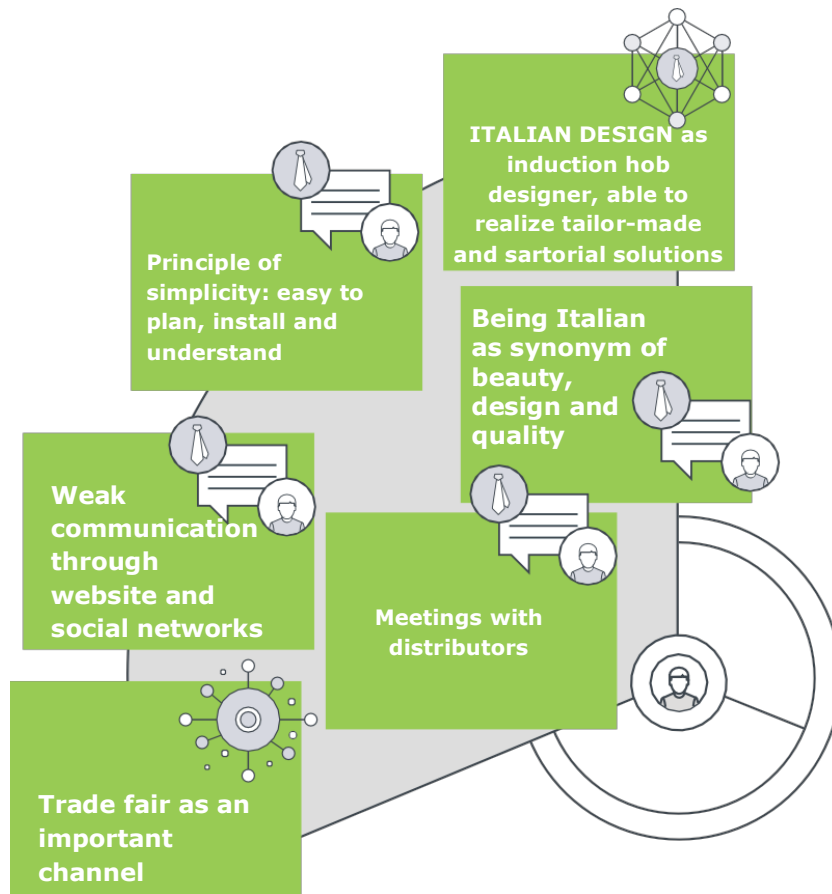 ITALIAN DESIGN as
induction hob
designer, able to
realize tailor-made
and sartorial solutions
Principle of
simplicity: easy to
plan, install and
understand
Being Italian
as synonym of
beauty,
design and
quality
Weak
communication
through
website and
social networks
Meetings with
distributors
Trade fair as an
important
channel